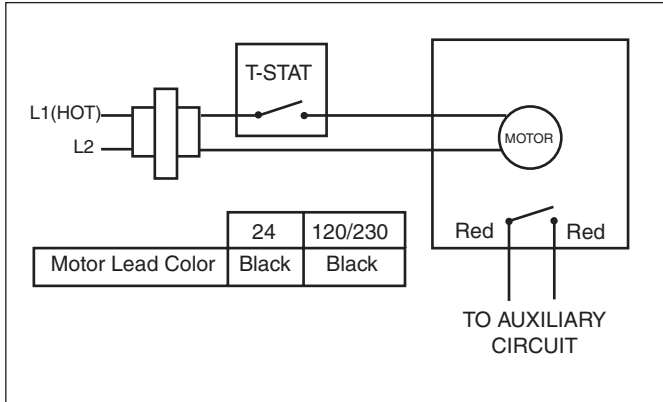 T-STAT
L1(HOT)
L2
MOTOR
24 120/230
Motor Lead Color Black Black
Red Red
TO AUXILIARY
CIRCUIT